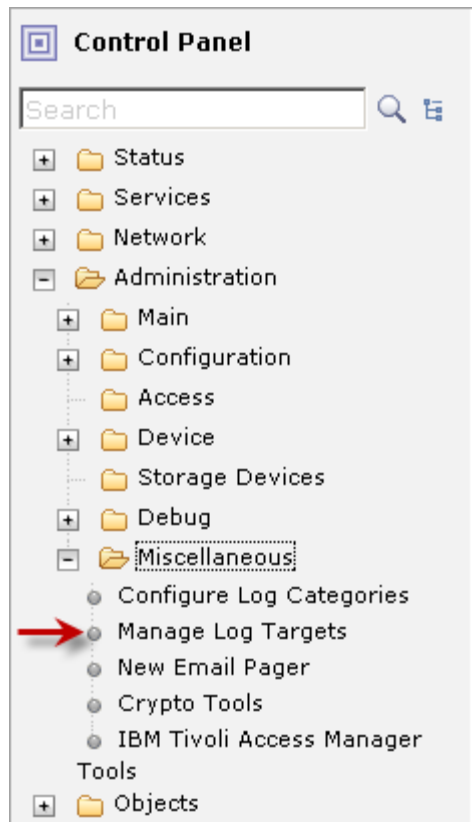 Control Panel
Search
Status
Services
Network
Administration
Main
Configuration
Access
Device
Storage Devices
Debug
Miscellaneous
Configure Log Categories
Manage Log Targets
New Email Pager
Crypto Tools
IBM Tivoli Access Manager
Tools
Objects